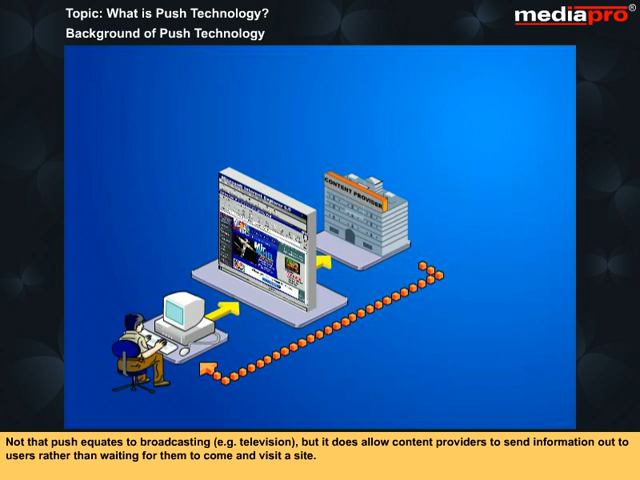 Topic: What is Push Technology?
mediapro®
Background of Push Technology
CONTENT PROVIDER
Not that push equates to broadcasting (e.g. television), but it does allow content providers to send information out to
users rather than waiting for them to come and visit a site.